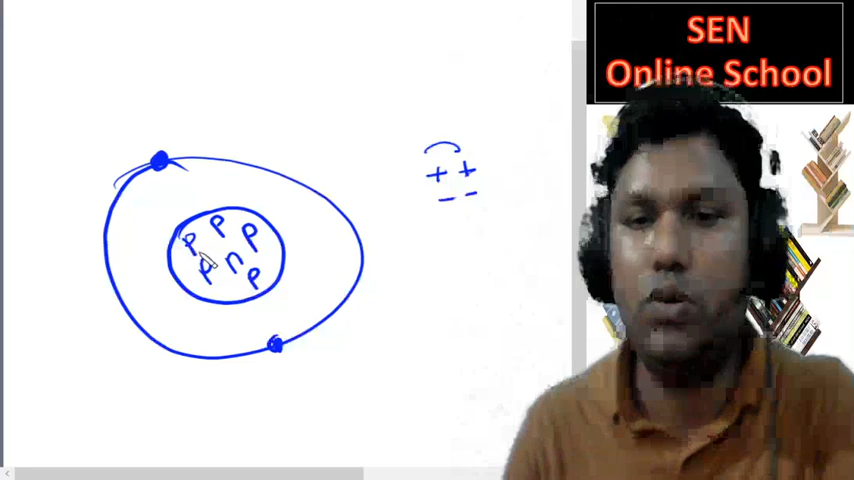 SEN
Online School
+ +
- -
P
P P
P n
P